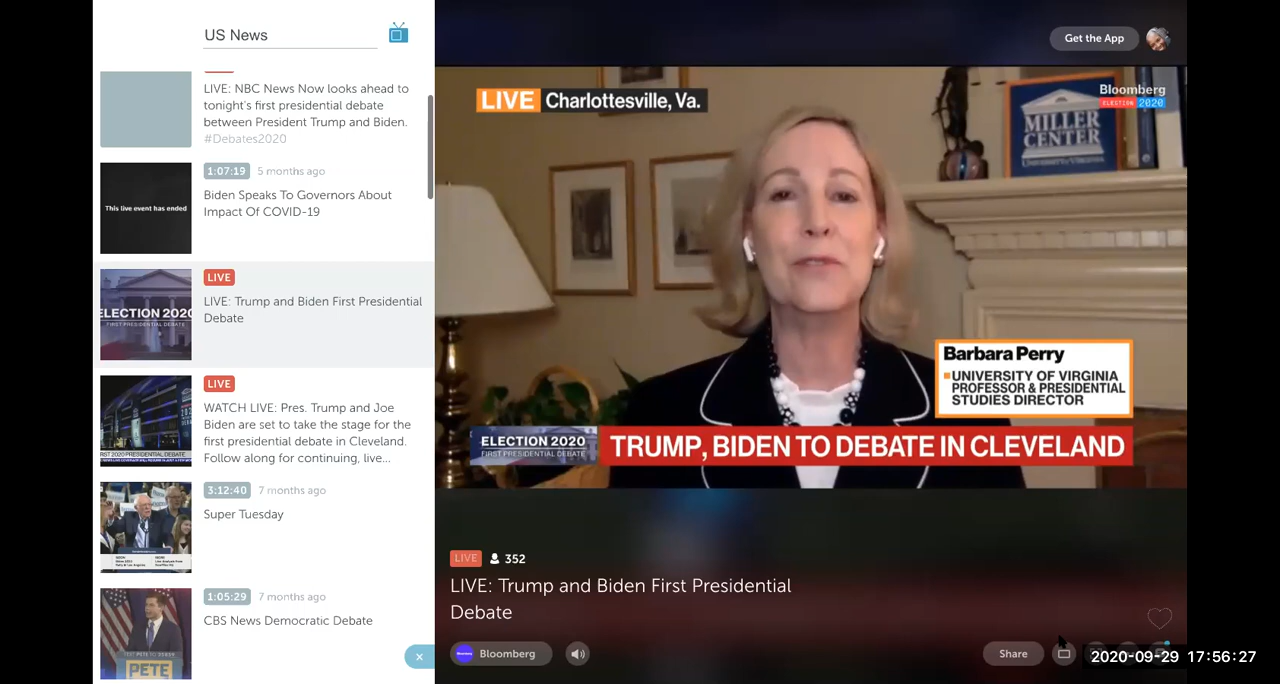 US News
LIVE: NBC News Now looks ahead to
tonight's first presidential debate
between President Trump and Biden.
#Debates2020
This live event has ended
1:07:19 5 months ago
Biden Speaks To Governors About
Impact Of COVID-19
ELECTION 2020
FIRST PRESIDENTIAL DEBATE
LIVE
LIVE: Trump and Biden First Presidential
Debate
LIVE
WATCH LIVE: Pres. Trump and Joe
Biden are set to take the stage for the
first presidential debate in Cleveland.
Follow along for continuing, live...
3:12:40 7 months ago
Super Tuesday
1:05:29 7 months ago
CBS News Democratic Debate
PETE
×
Get the App
LIVE Charlottesville, Va.
Bloomberg
ELECTION 2020
MILLER
CENTER
UNIVERSITY OF VIRGINIA
Barbara Perry
UNIVERSITY OF VIRGINIA
PROFESSOR & PRESIDENTIAL
STUDIES DIRECTOR
ELECTION 2020
FIRST PRESIDENTIAL DEBATE
TRUMP, BIDEN TO DEBATE IN CLEVELAND
LIVE 352
LIVE: Trump and Biden First Presidential
Debate
Bloomberg
Share
2020-09-29 17:56:27